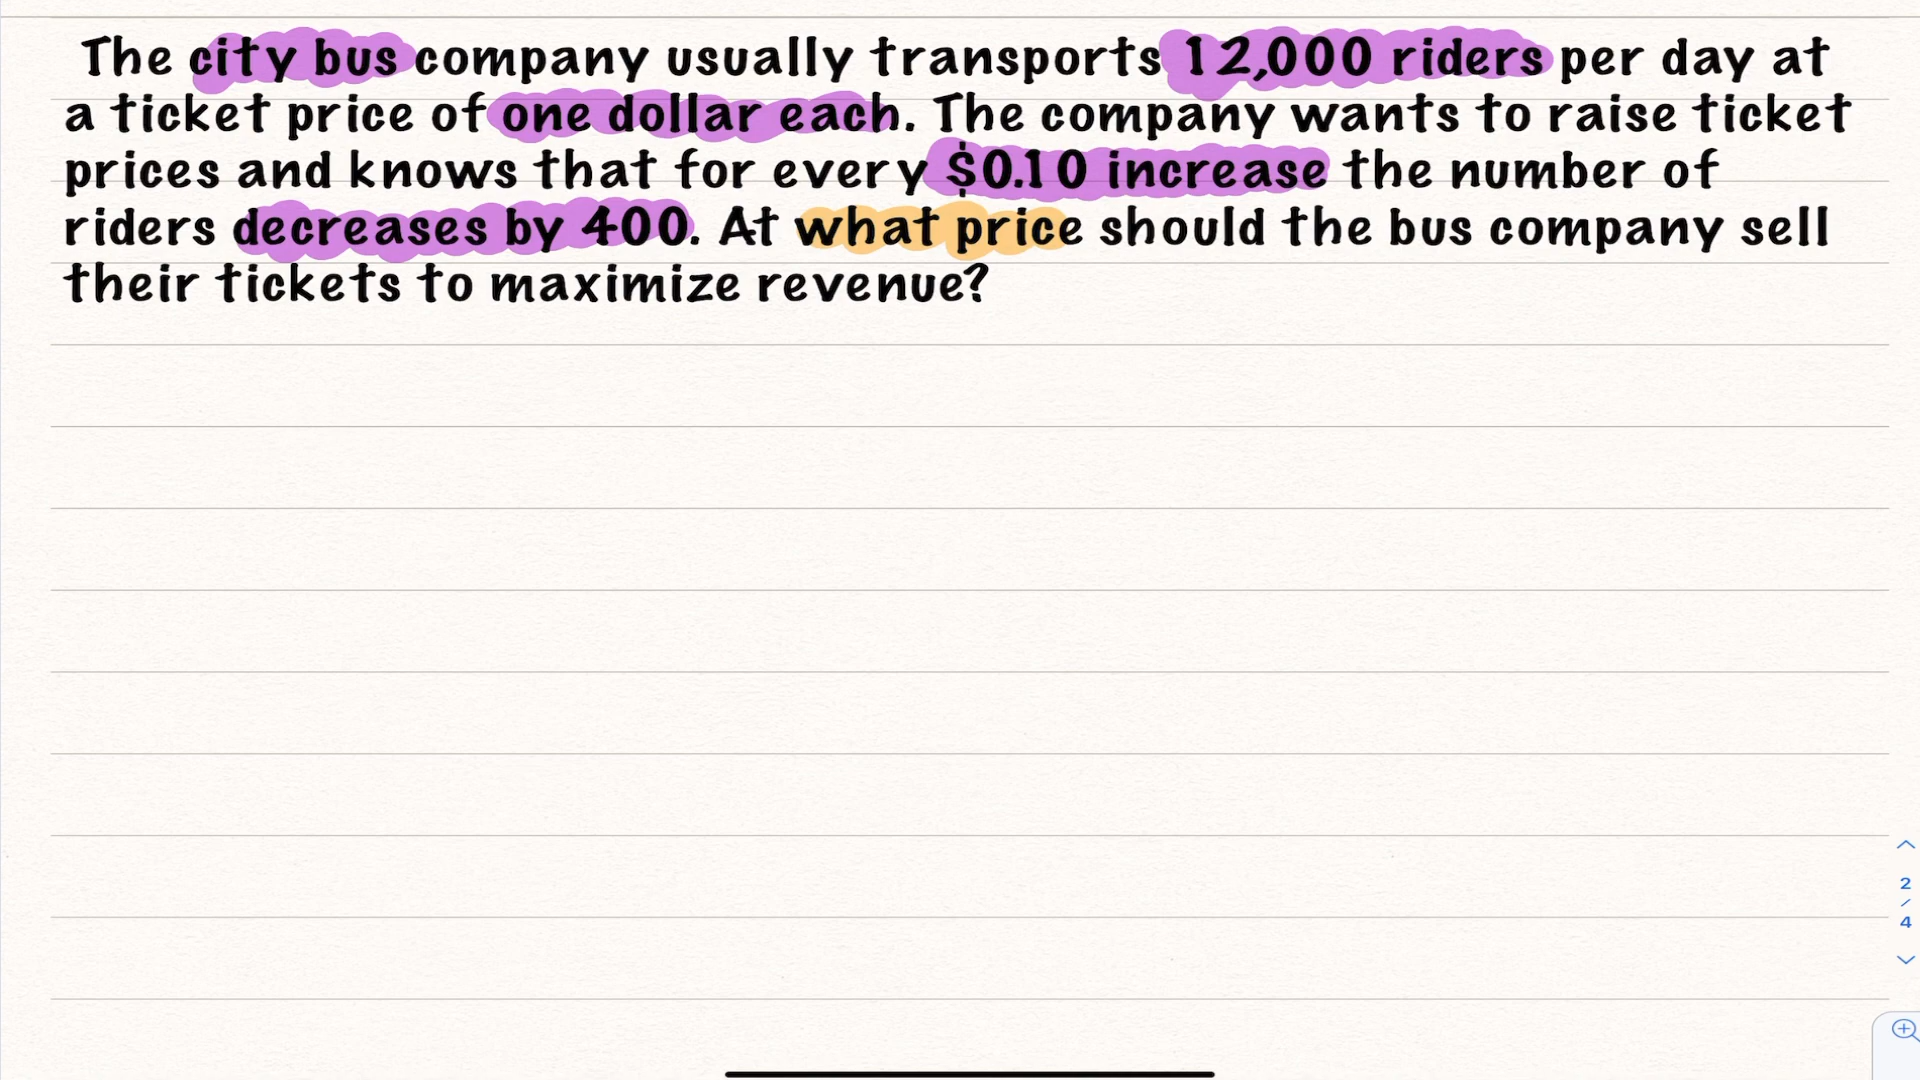 The city bus company usually transports 12,000 riders per day at
a ticket price of one dollar each. The company wants to raise ticket
prices and knows that for every $0.10 increase the number of
riders decreases by 400. At what price should the bus company sell
their tickets to maximize revenue?
2
/
4